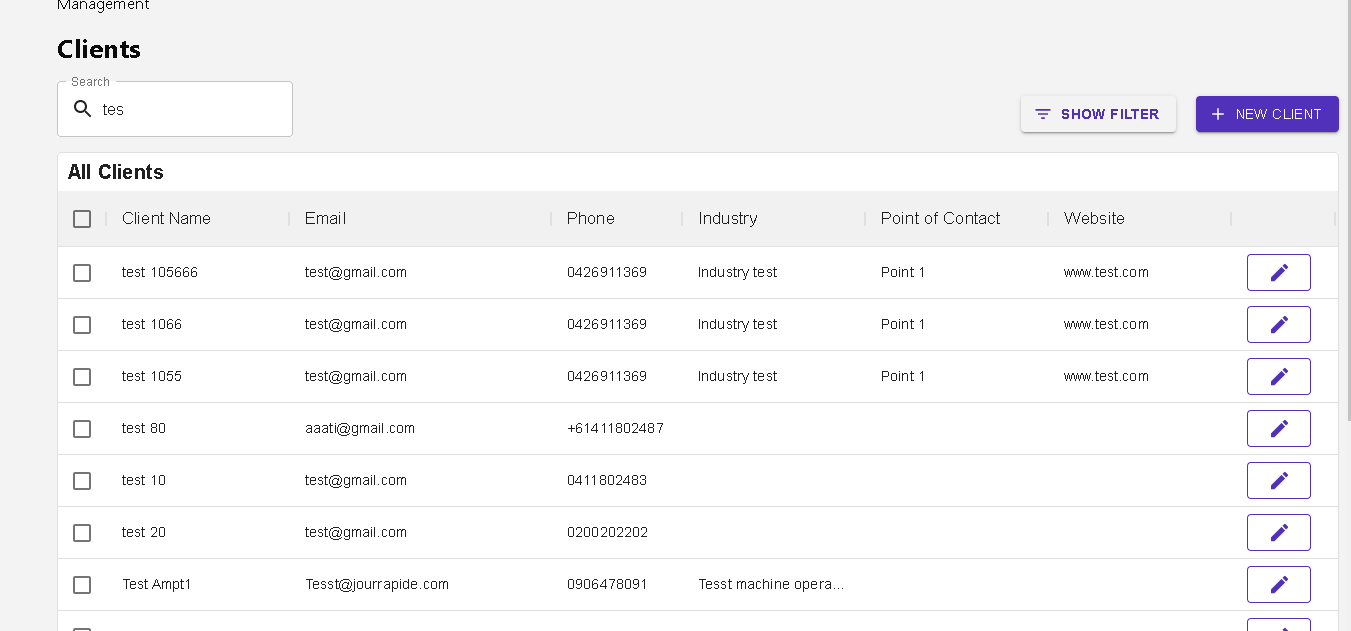 Management
Clients
Search
tes
SHOW FILTER
NEW CLIENT
All Clients
Client Name Email Phone Industry Point of Contact Website
test 105666 test@gmail.com 0426911369 Industry test Point 1 www.test.com
test 1066 test@gmail.com 0426911369 Industry test Point 1 www.test.com
test 1055 test@gmail.com 0426911369 Industry test Point 1 www.test.com
test 80 aaati@gmail.com +61411802487
test 10 test@gmail.com 0411802483
test 20 test@gmail.com 0200202202
Test Ampt1 Tesst@jourrapide.com 0906478091 Tesst machine opera...